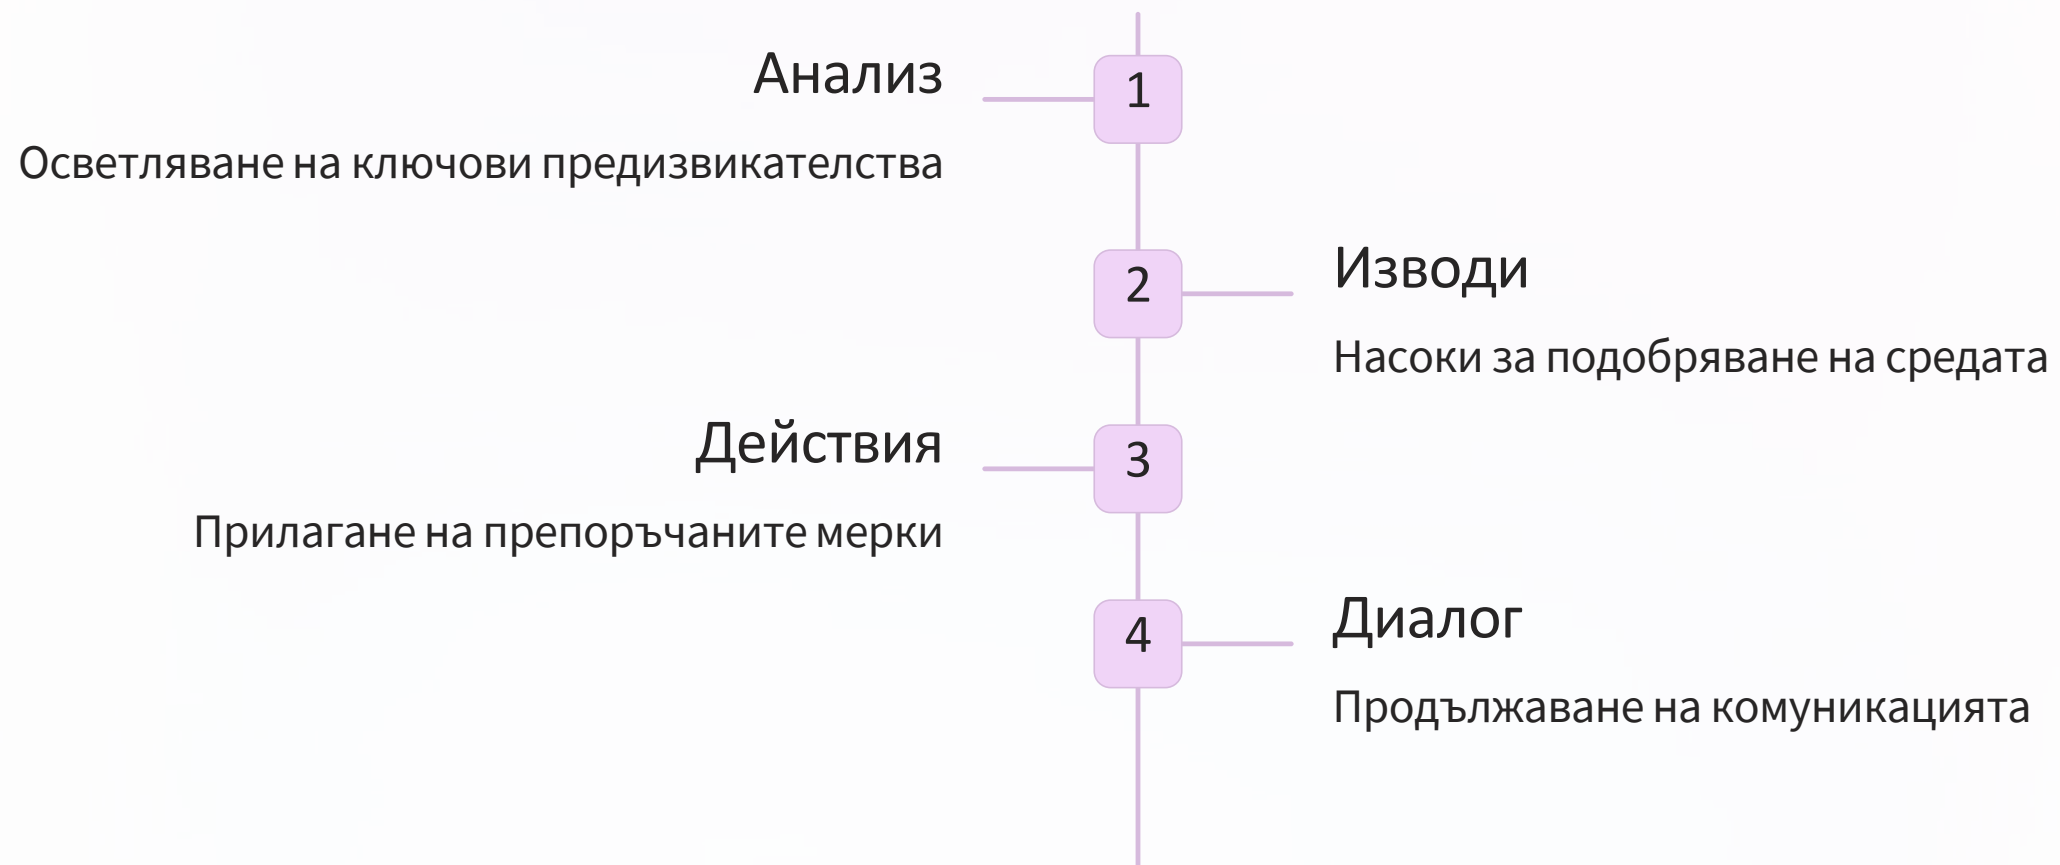 Анализ
1
Осветляване на ключови предизвикателства
2
Изводи
Насоки за подобряване на средата
Действия
3
Прилагане на препоръчаните мерки
4
Диалог
Продължаване на комуникацията